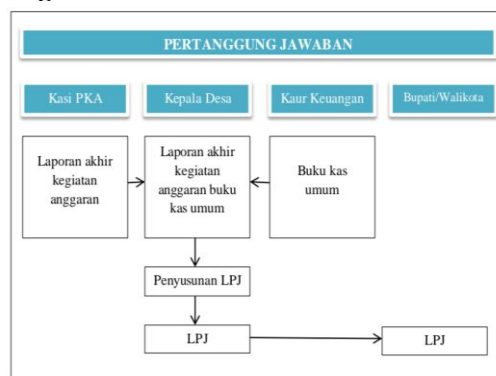 PERTANGGUNG JAWABAN
Kasi PKA
Kepala Desa
Kaur Keuangan
Bupati/Walikota
Laporan akhir
kegiatan
anggaran
Laporan akhir
kegiatan
anggaran buku
kas umum
Buku kas
umum
Penyusunan LPJ
LPJ
LPJ